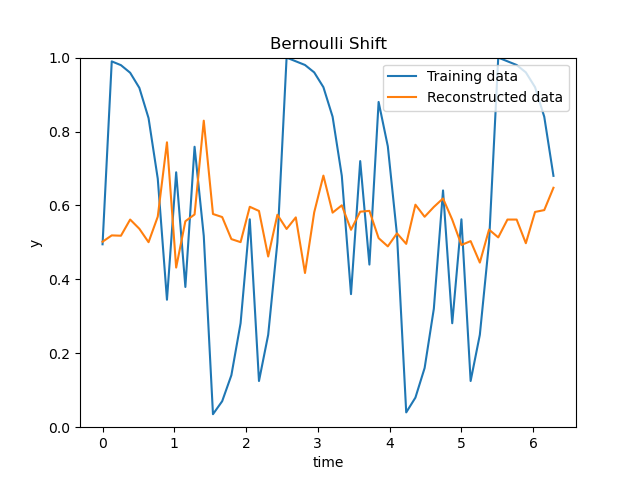 Bernoulli Shift
Training data
Reconstructed data
1.0
0.8
0.6
0.4
0.2
0.0
y
0 1 2 3 4 5 6
time